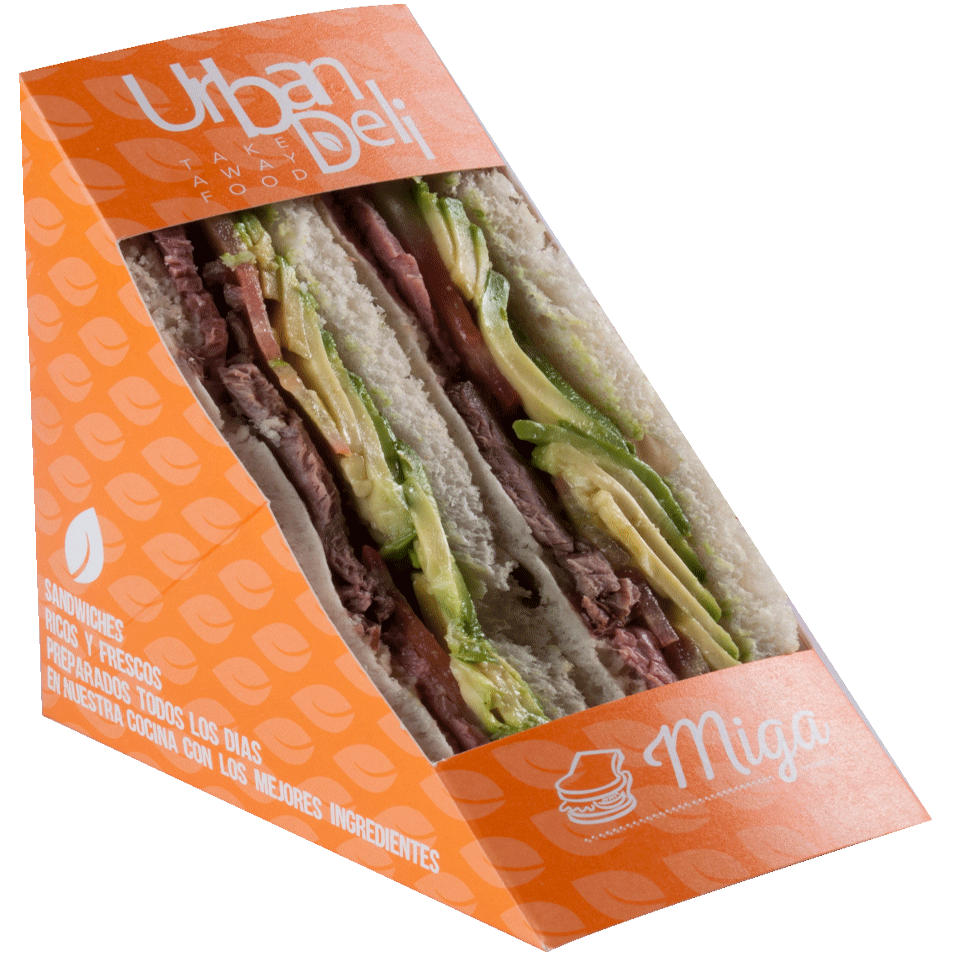 Urban
Deli
TAKE
AWAY
FOOD
SANDWICHES
RICOS Y FRESCOS
PREPARADOS TODOS LOS DIAS
EN NUESTRA COCINA CON LOS MEJORES INGREDIENTES
Miga